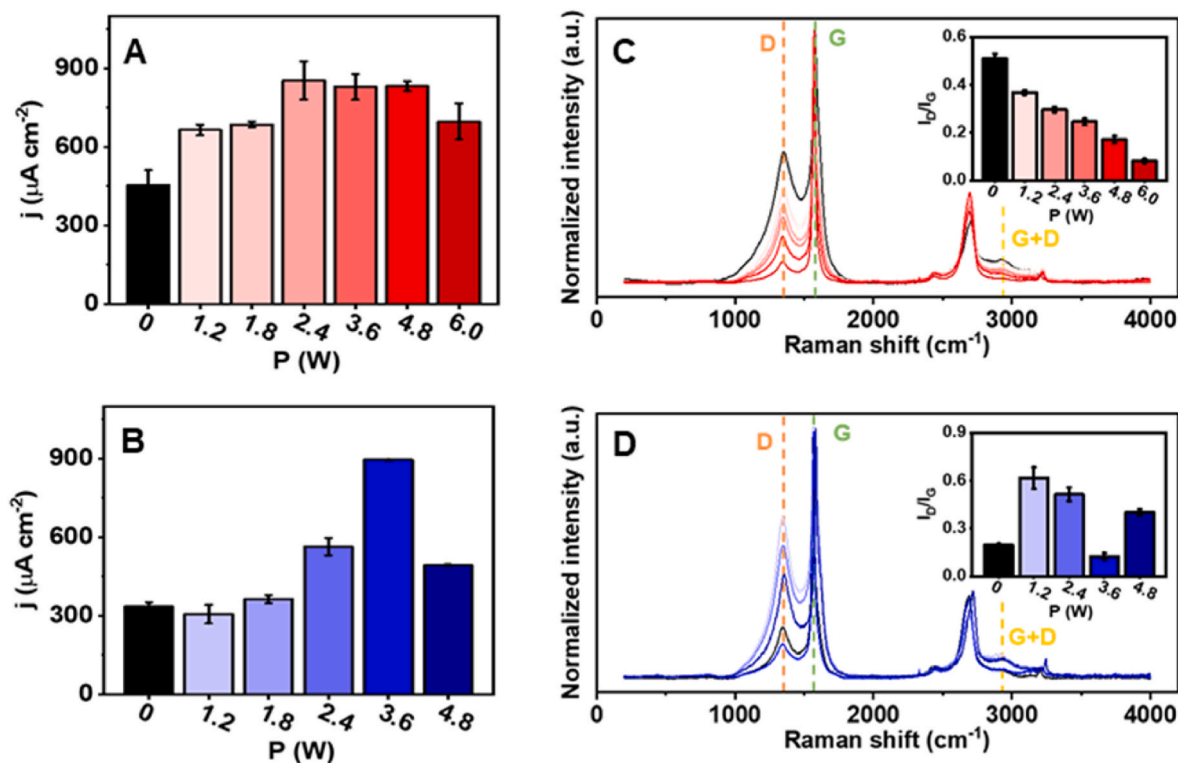 A
j (μA cm-2)
900
600
300
0
0 1.2 1.8 2.4 3.6 4.8 6.0
P (W)
B
j (μA cm-2)
900
600
300
0
0 1.2 1.8 2.4 3.6 4.8
P (W)
C
Normalized intensity (a.u.)
D
G
G+D
0 1000 2000 3000 4000
Raman shift (cm-1)
ID/IG
0.6
0.4
0.2
0.0
0 1.2 2.4 3.6 4.8 6.0
P (W)
D
Normalized intensity (a.u.)
D
G
G+D
0 1000 2000 3000 4000
Raman shift (cm-1)
ID/IG
0.9
0.6
0.3
0.0
0 1.2 2.4 3.6 4.8
P (W)